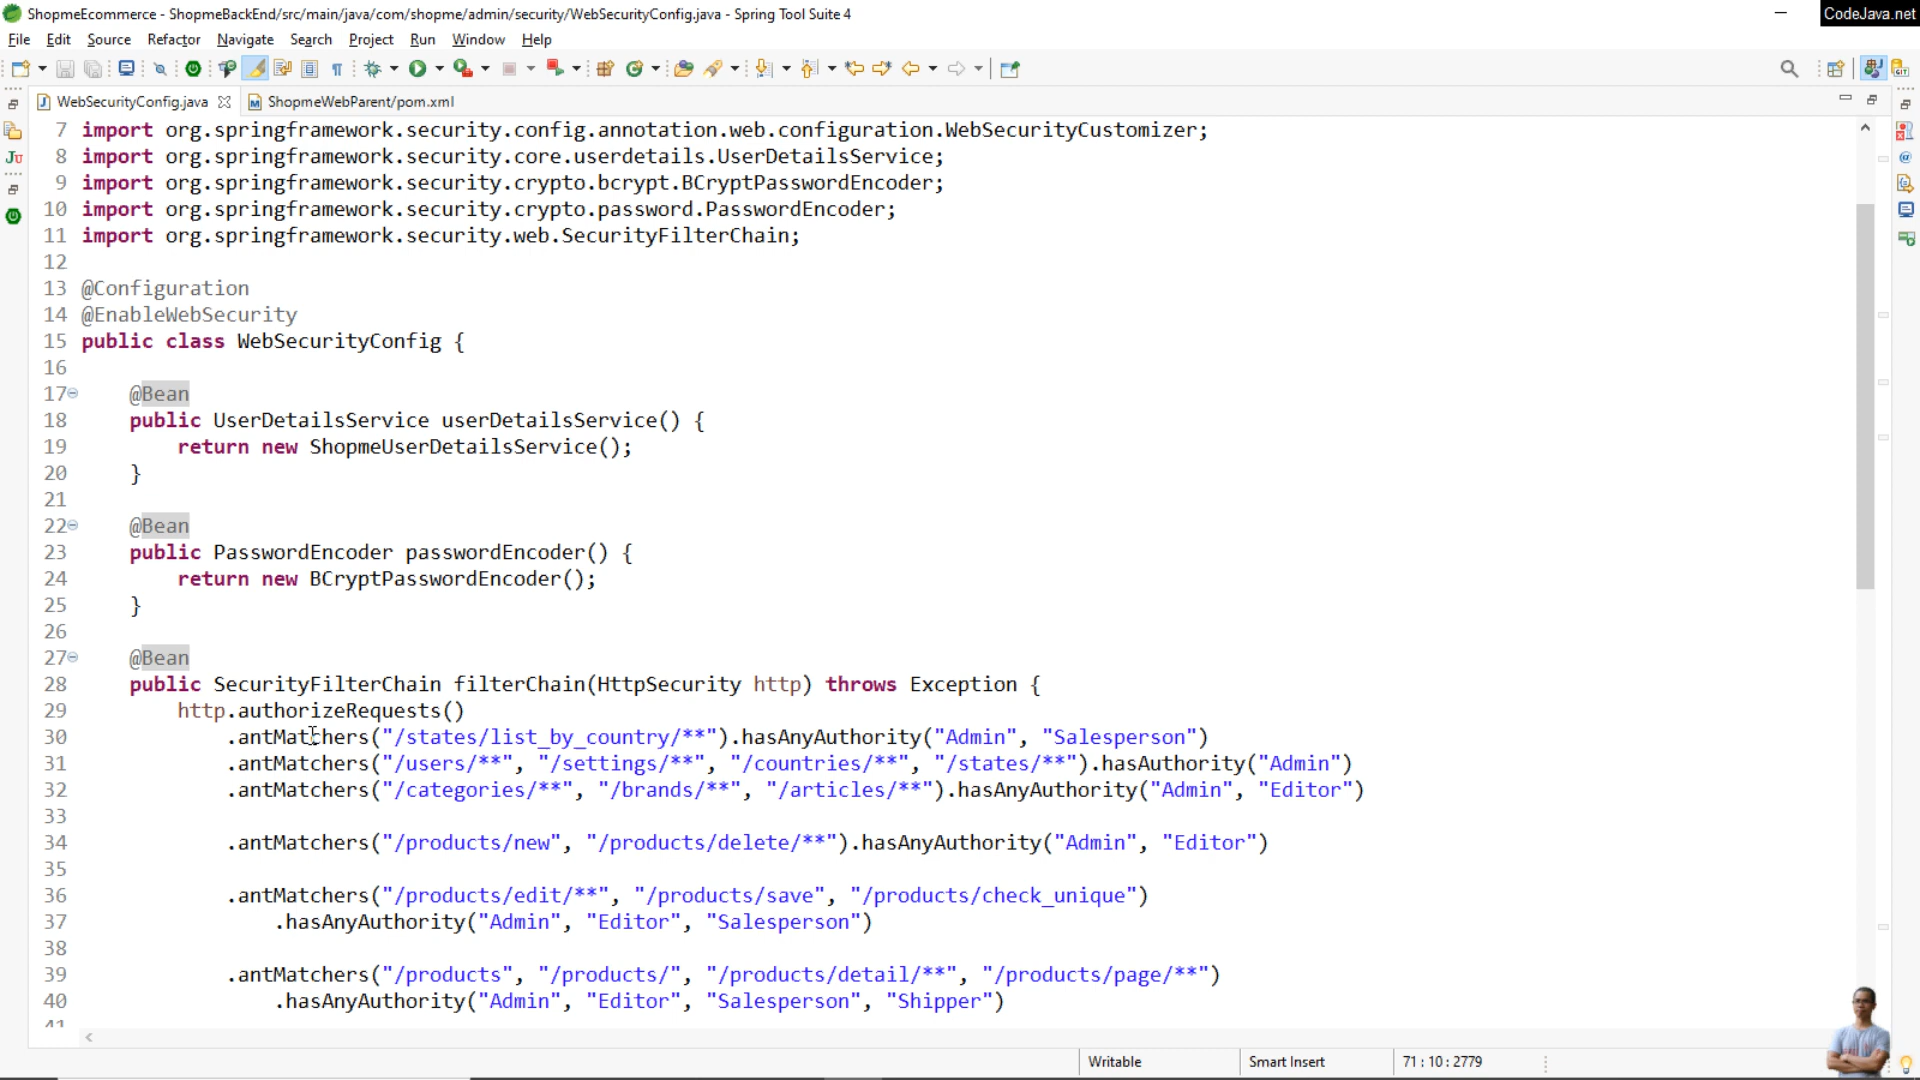 ShopmeEcommerce - ShopmeBackEnd/src/main/java/com/shopme/admin/security/WebSecurityConfig.java - Spring Tool Suite 4
CodeJava.net
File Edit Source Refactor Navigate Search Project Run Window Help
WebSecurityConfig.java ShopmeWebParent/pom.xml
7 import org.springframework.security.config.annotation.web.configuration.WebSecurityCustomizer;
8 import org.springframework.security.core.userdetails.UserDetailsService;
9 import org.springframework.security.crypto.bcrypt.BCryptPasswordEncoder;
10 import org.springframework.security.crypto.password.PasswordEncoder;
11 import org.springframework.security.web.SecurityFilterChain;
12
13 @Configuration
14 @EnableWebSecurity
15 public class WebSecurityConfig {
16
17 @Bean
18 public UserDetailsService userDetailsService() {
19 return new ShopmeUserDetailsService();
20 }
21
22 @Bean
23 public PasswordEncoder passwordEncoder() {
24 return new BCryptPasswordEncoder();
25 }
26
27 @Bean
28 public SecurityFilterChain filterChain(HttpSecurity http) throws Exception {
29 http.authorizeRequests()
30 .antMatchers("/states/list_by_country/**").hasAnyAuthority("Admin", "Salesperson")
31 .antMatchers("/users/**", "/settings/**", "/countries/**", "/states/**").hasAuthority("Admin")
32 .antMatchers("/categories/**", "/brands/**", "/articles/**").hasAnyAuthority("Admin", "Editor")
33
34 .antMatchers("/products/new", "/products/delete/**").hasAnyAuthority("Admin", "Editor")
35
36 .antMatchers("/products/edit/**", "/products/save", "/products/check_unique")
37 .hasAnyAuthority("Admin", "Editor", "Salesperson")
38
39 .antMatchers("/products", "/products/", "/products/detail/**", "/products/page/**")
40 .hasAnyAuthority("Admin", "Editor", "Salesperson", "Shipper")
41
Writable Smart Insert 71 : 10 : 2779